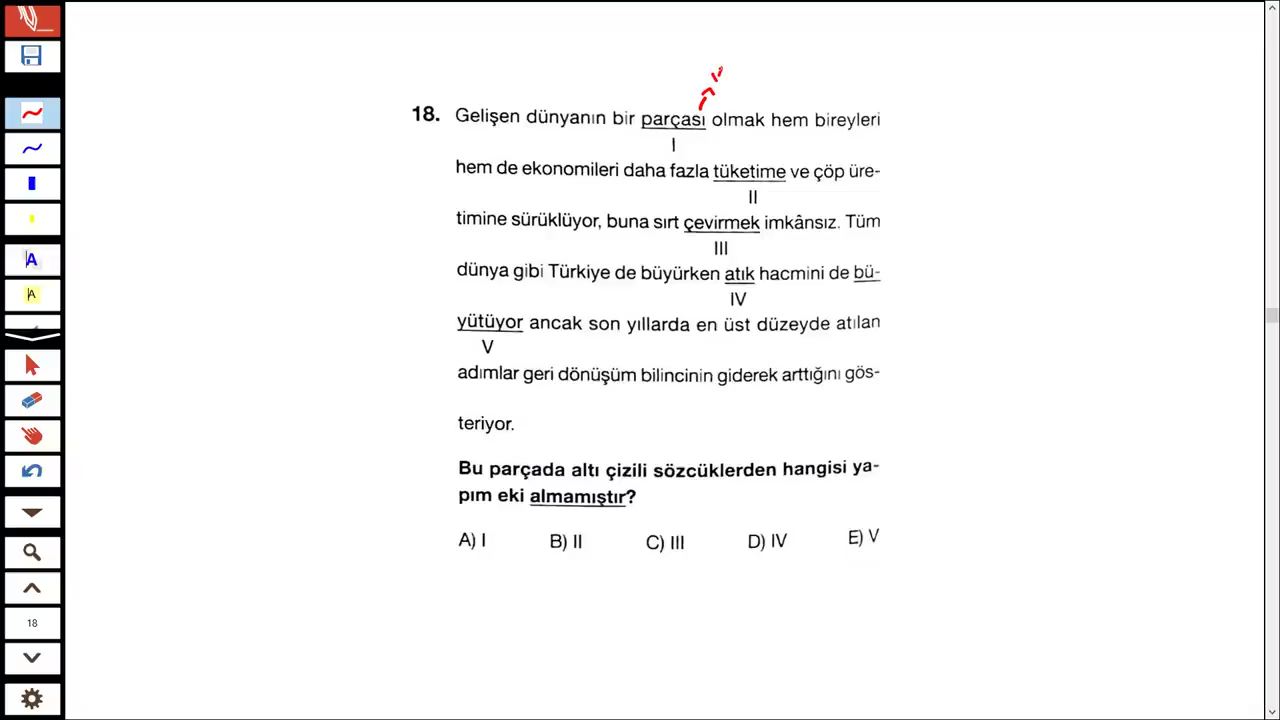 18. Gelişen dünyanın bir parçası olmak hem bireyleri
I
hem de ekonomileri daha fazla tüketime ve çöp üre-
II
timine sürüklüyor, buna sırt çevirmek imkânsız. Tüm
III
dünya gibi Türkiye de büyürken atık hacmini de bü-
IV
yütüyor ancak son yıllarda en üst düzeyde atılan
V
adımlar geri dönüşüm bilincinin giderek arttığını gös-
teriyor.
Bu parçada altı çizili sözcüklerden hangisi ya-
pım eki almamıştır?
A) I B) II C) III D) IV E) V
A
A
18